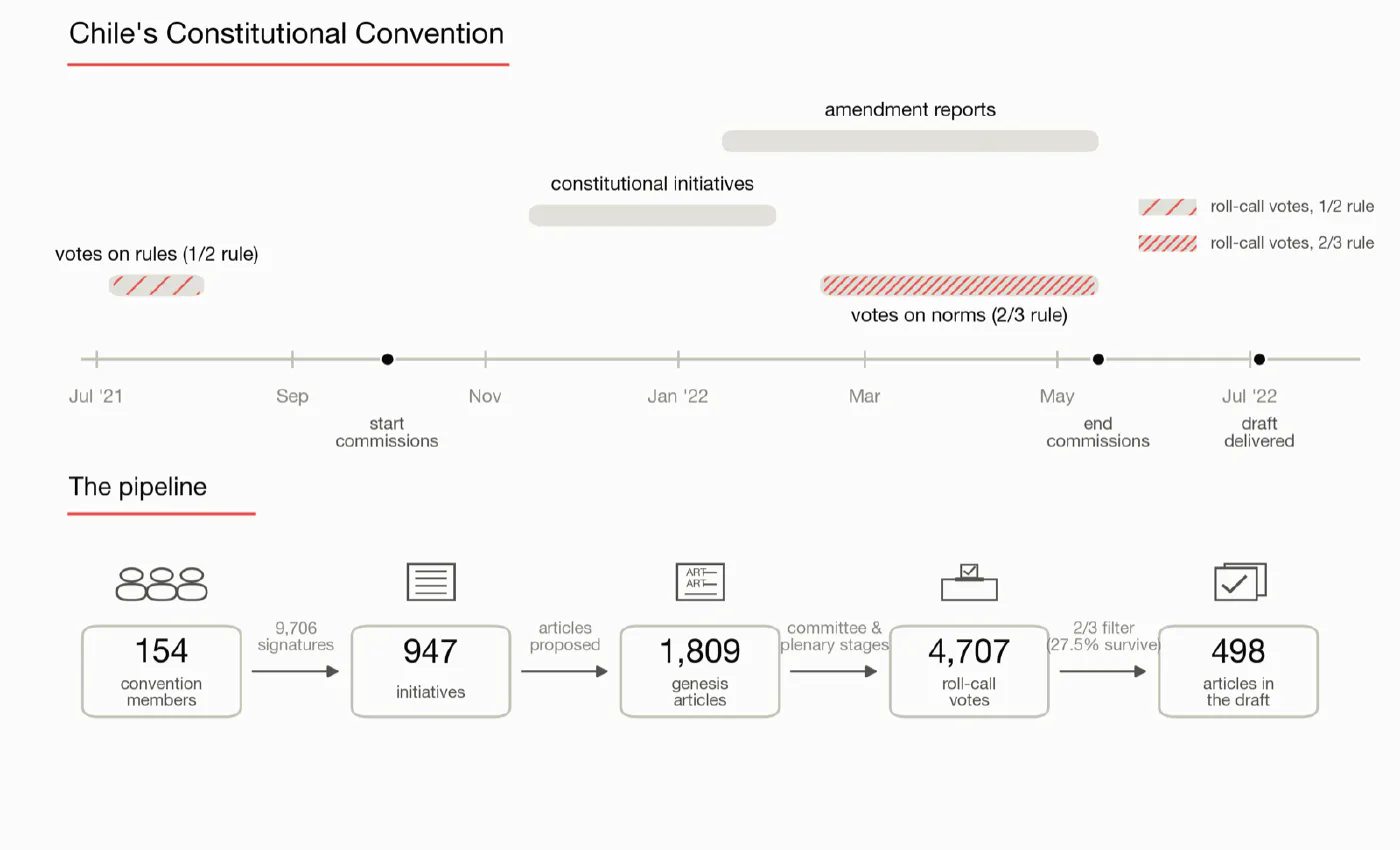 Chile's Constitutional Convention
amendment reports
constitutional initiatives
roll-call votes, 1/2 rule
roll-call votes, 2/3 rule
votes on rules (1/2 rule)
votes on norms (2/3 rule)
Jul '21
Sep
Nov
Jan '22
Mar
May
Jul '22
start
commissions
end
commissions
draft
delivered
The pipeline
ART
ART
154
convention
members
9,706
signatures
947
initiatives
articles
proposed
1,809
genesis
articles
committee &
plenary stages
4,707
roll-call
votes
2/3 filter
(27.5% survive)
498
articles in
the draft